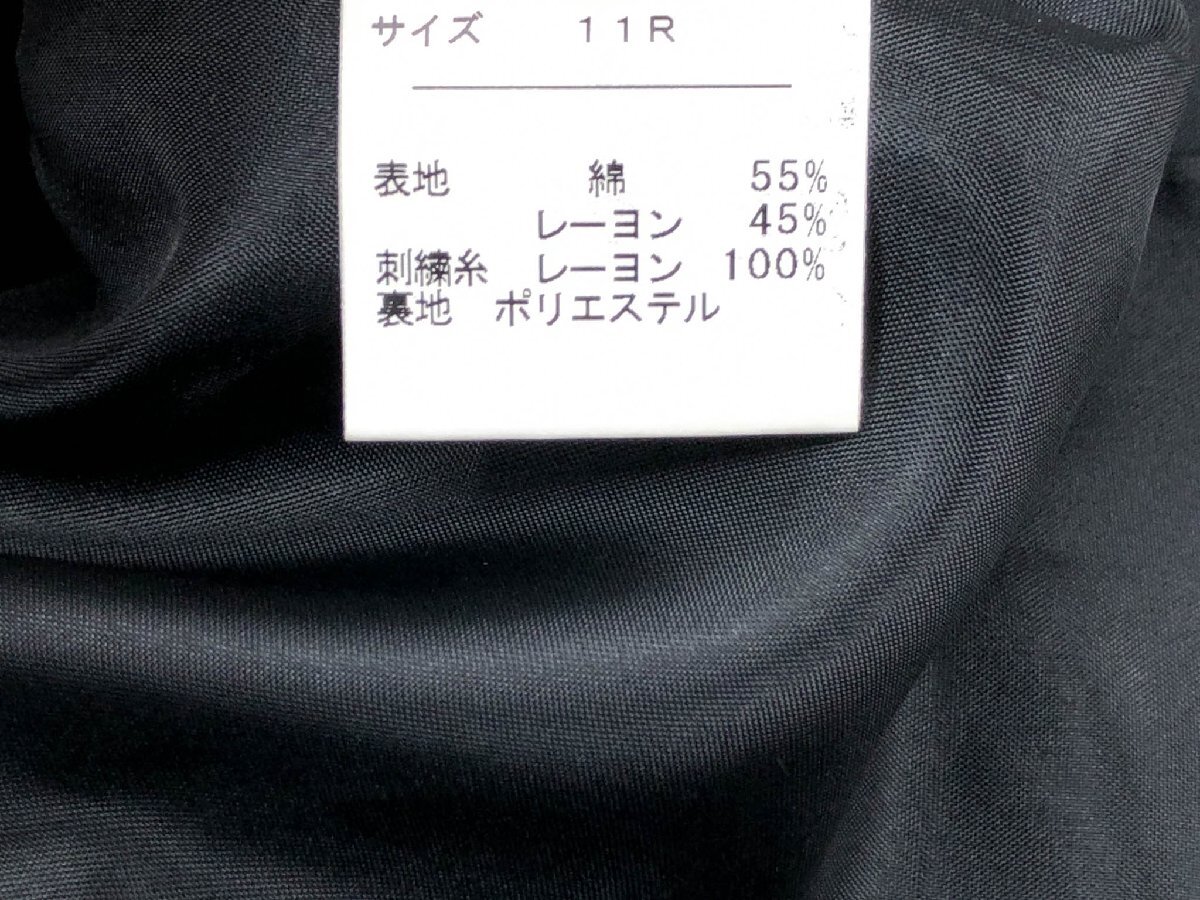 サイズ 11R
表地 綿 55%
レーヨン 45%
刺繍糸 レーヨン 100%
裏地 ポリエステル